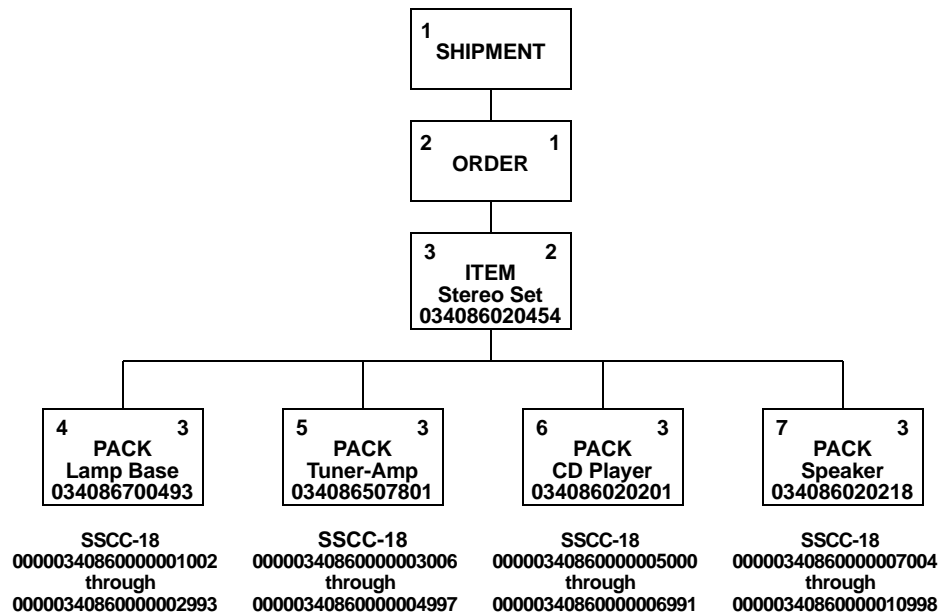 1
SHIPMENT
2 1
ORDER
3 2
ITEM
Stereo Set
034086020454
4 3
PACK
Lamp Base
034086700493
5 3
PACK
Tuner-Amp
034086507801
6 3
PACK
CD Player
034086020201
7 3
PACK
Speaker
034086020218
SSCC-18
00000340860000001002
through
00000340860000002993
SSCC-18
00000340860000003006
through
00000340860000004997
SSCC-18
00000340860000005000
through
00000340860000006991
SSCC-18
00000340860000007004
through
00000340860000010998